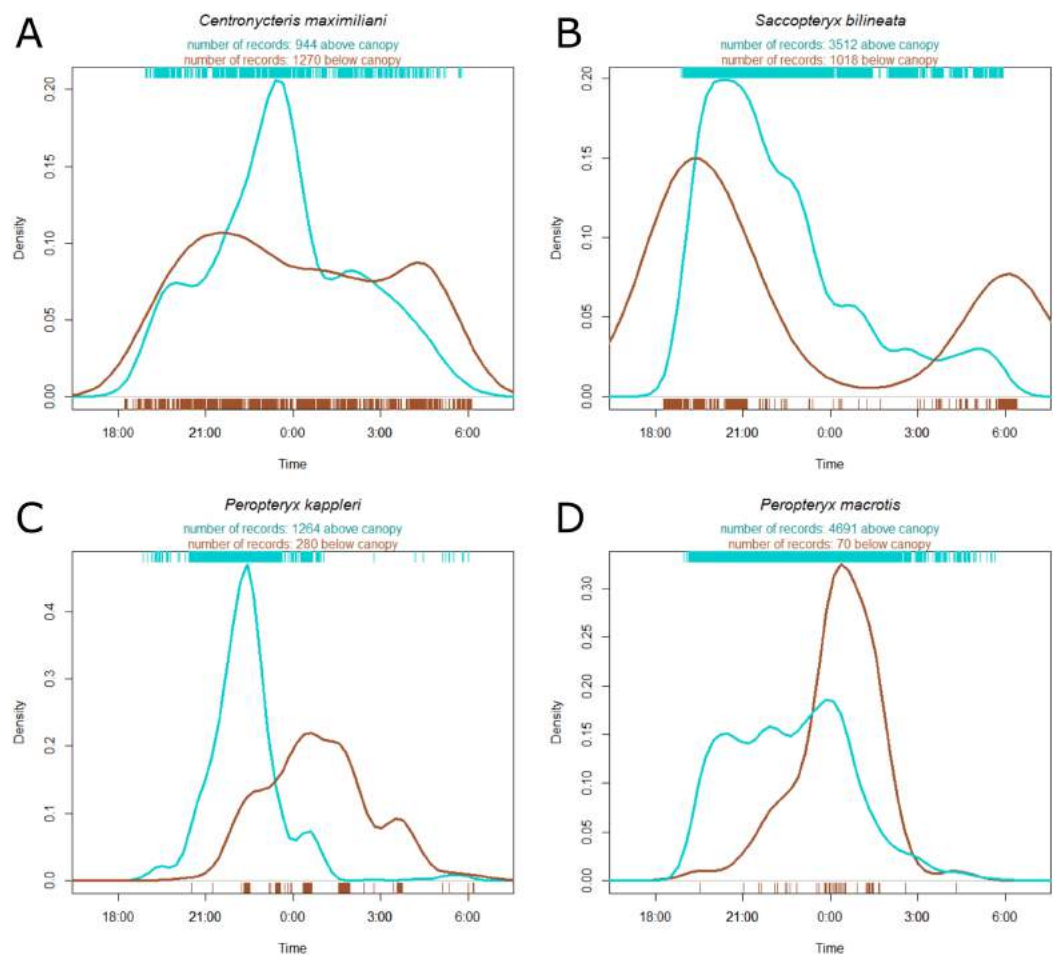 A
Centronycteris maximiliani
number of records: 944 above canopy
number of records: 1270 below canopy
0.20
0.15
0.10
0.05
0.00
Density
18:00 21:00 0:00 3:00 6:00
Time
B
Saccopteryx bilineata
number of records: 3512 above canopy
number of records: 1018 below canopy
0.20
0.15
0.10
0.05
0.00
Density
18:00 21:00 0:00 3:00 6:00
Time
C
Peropteryx kappleri
number of records: 1264 above canopy
number of records: 280 below canopy
0.4
0.3
0.2
0.1
0.0
Density
18:00 21:00 0:00 3:00 6:00
Time
D
Peropteryx macrotis
number of records: 4691 above canopy
number of records: 70 below canopy
0.30
0.25
0.20
0.15
0.10
0.05
0.00
Density
18:00 21:00 0:00 3:00 6:00
Time